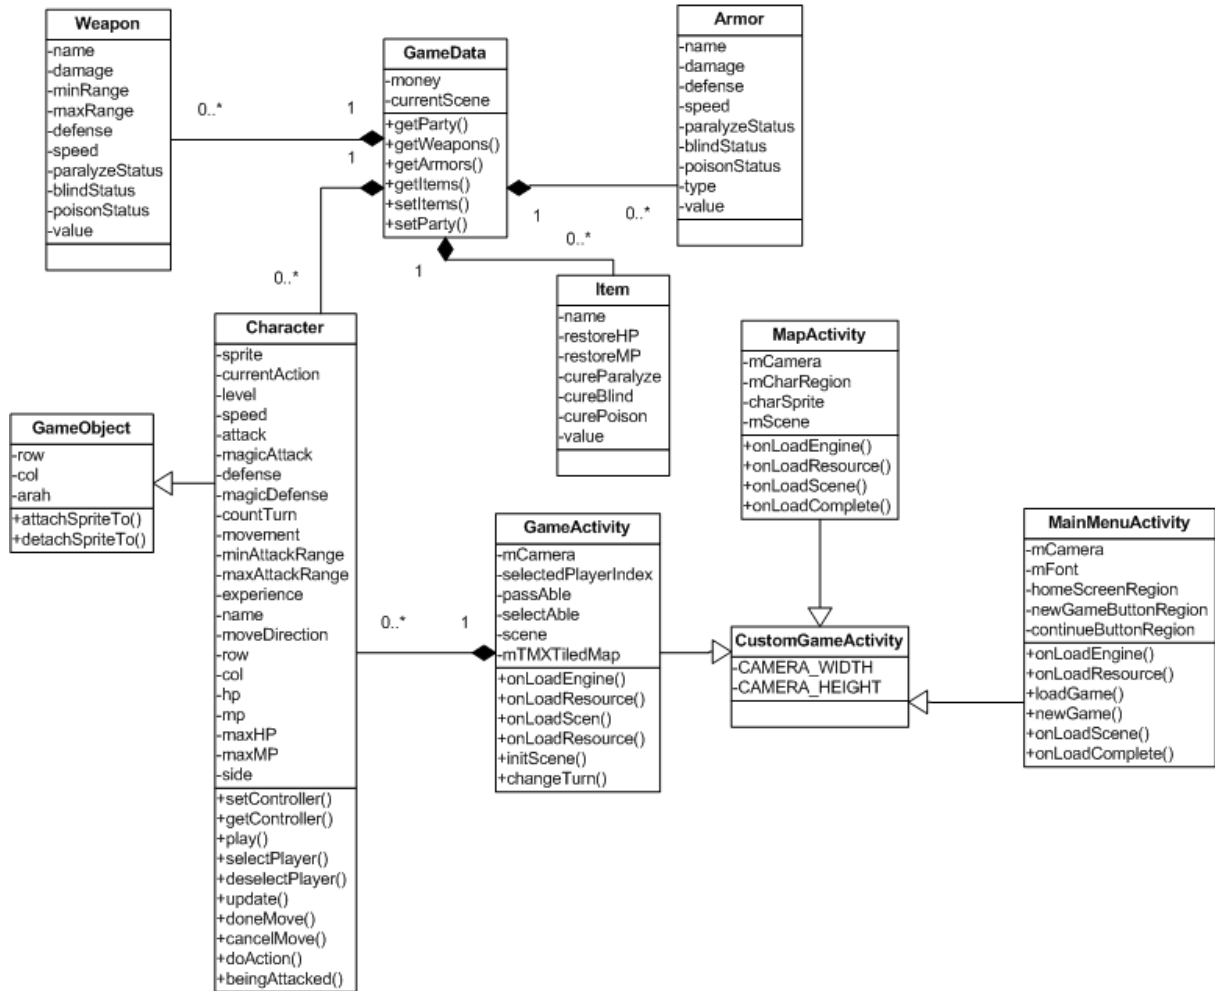 Weapon
-name
-damage
-minRange
-maxRange
-defense
-speed
-paralyzeStatus
-blindStatus
-poisonStatus
-value
0..*
1
GameData
-money
-currentScene
+getParty()
+getWeapons()
+getArmors()
+getItems()
+setItems()
+setParty()
1
0..*
1
0..*
1
0..*
Armor
-name
-damage
-defense
-speed
-paralyzeStatus
-blindStatus
-poisonStatus
-type
-value
Item
-name
-restoreHP
-restoreMP
-cureParalyze
-cureBlind
-curePoison
-value
GameObject
-row
-col
-arah
+attachSpriteTo()
+detachSpriteTo()
Character
-sprite
-currentAction
-level
-speed
-attack
-magicAttack
-defense
-magicDefense
-countTurn
-movement
-minAttackRange
-maxAttackRange
-experience
-name
-moveDirection
-row
-col
-hp
-mp
-maxHP
-maxMP
-side
+setController()
+getController()
+play()
+selectPlayer()
+deselectPlayer()
+update()
+doneMove()
+cancelMove()
+doAction()
+beingAttacked()
0..*
1
GameActivity
-mCamera
-selectedPlayerIndex
-passAble
-selectAble
-scene
-mTMXTiledMap
+onLoadEngine()
+onLoadResource()
+onLoadScen()
+onLoadResource()
+initScene()
+changeTurn()
MapActivity
-mCamera
-mCharRegion
-charSprite
-mScene
+onLoadEngine()
+onLoadResource()
+onLoadScene()
+onLoadComplete()
CustomGameActivity
-CAMERA_WIDTH
-CAMERA_HEIGHT
MainMenuActivity
-mCamera
-mFont
-homeScreenRegion
-newGameButtonRegion
-continueButtonRegion
+onLoadEngine()
+onLoadResource()
+loadGame()
+newGame()
+onLoadScene()
+onLoadComplete()